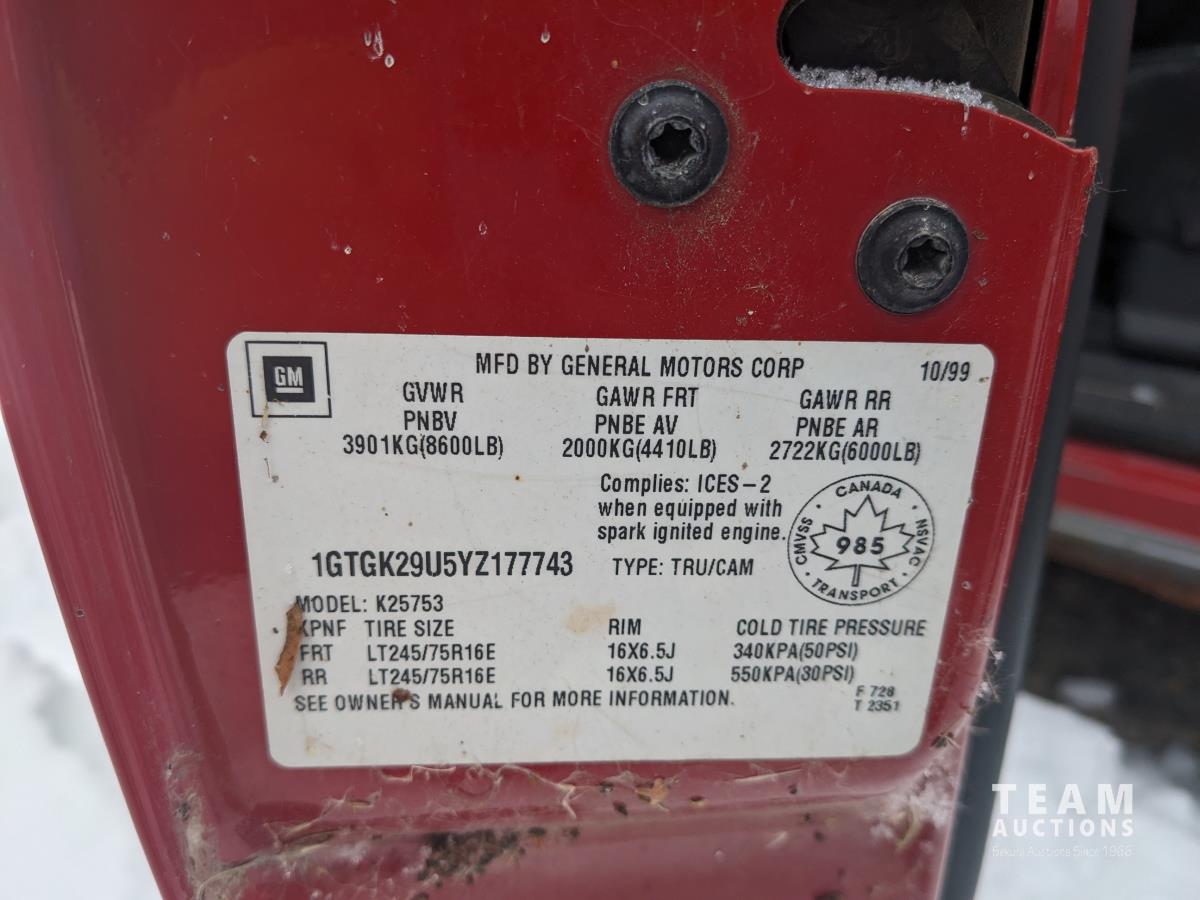 MFD BY GENERAL MOTORS CORP 10/99
GM
GVWR GAWR FRT GAWR RR
PNBV PNBE AV PNBE AR
3901KG(8600LB) 2000KG(4410LB) 2722KG(6000LB)
Complies: ICES-2
when equipped with
spark ignited engine.
CANADA
CMVSS 985 NSVAC
TRANSPORT
1GTGK29U5YZ177743 TYPE: TRU/CAM
MODEL: K25753
KPNF TIRE SIZE RIM COLD TIRE PRESSURE
FRT LT245/75R16E 16X6.5J 340KPA(50PSI)
RR LT245/75R16E 16X6.5J 550KPA(30PSI)
SEE OWNER'S MANUAL FOR MORE INFORMATION.
F 728
T 2351
TEAM
AUCTIONS
Auctions Since